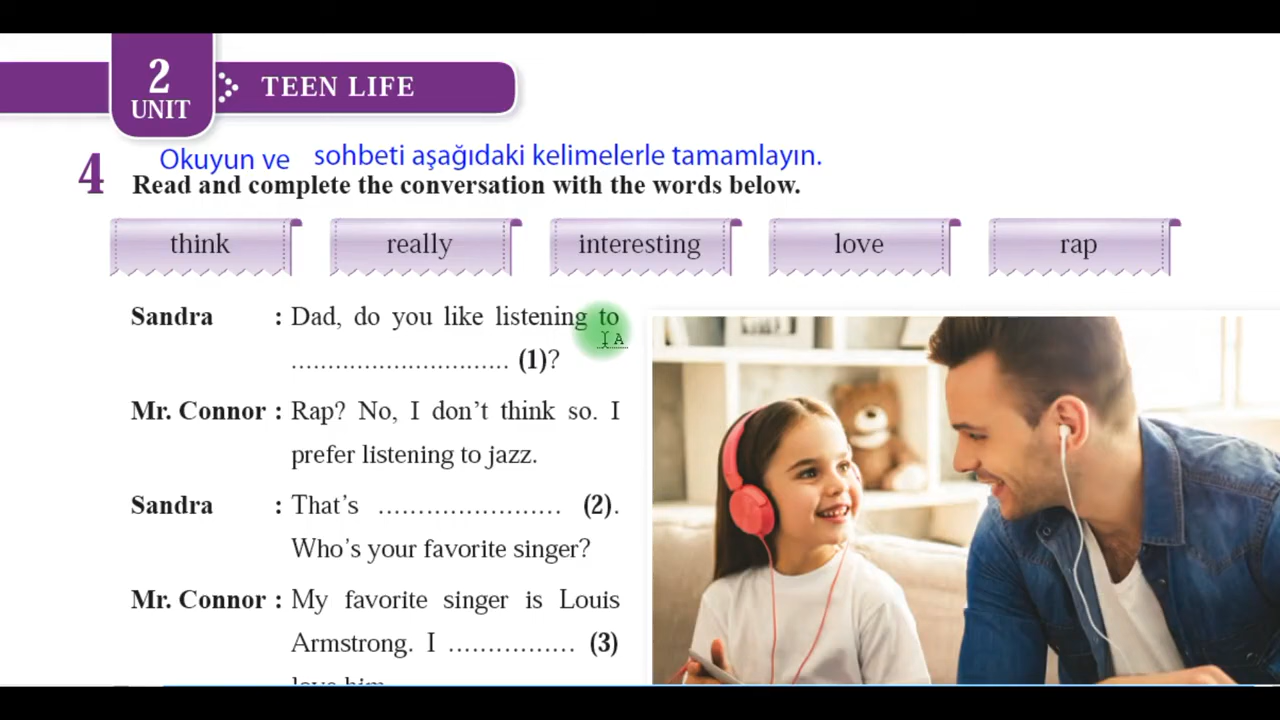 2
UNIT
TEEN LIFE
Okuyun ve sohbeti aşağıdaki kelimelerle tamamlayın.
4 Read and complete the conversation with the words below.
think really interesting love rap
Sandra : Dad, do you like listening to
............................. (1)?
Mr. Connor : Rap? No, I don't think so. I
prefer listening to jazz.
Sandra : That's ....................... (2).
Who's your favorite singer?
Mr. Connor : My favorite singer is Louis
Armstrong. I ................ (3)
love him